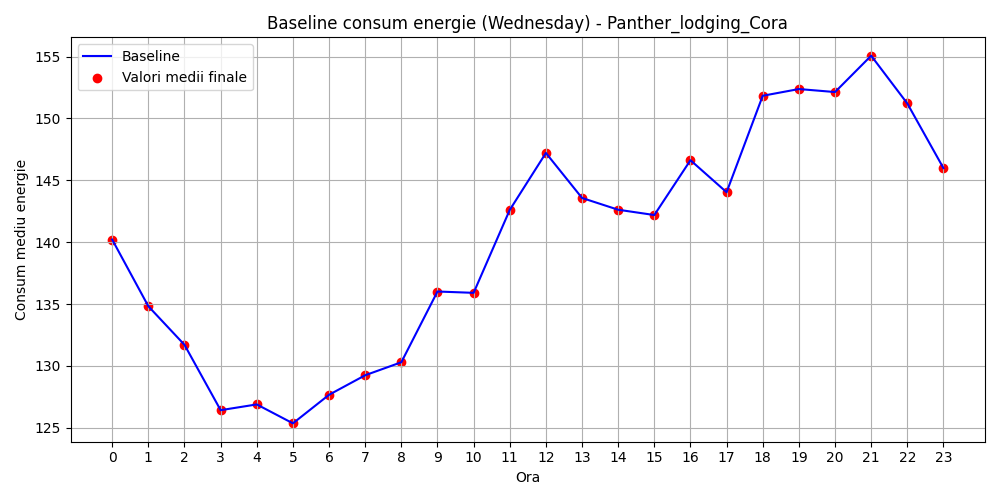 Baseline consum energie (Wednesday) - Panther_lodging_Cora
Baseline
Valori medii finale
Consum mediu energie
155
150
145
140
135
130
125
0 1 2 3 4 5 6 7 8 9 10 11 12 13 14 15 16 17 18 19 20 21 22 23
Ora